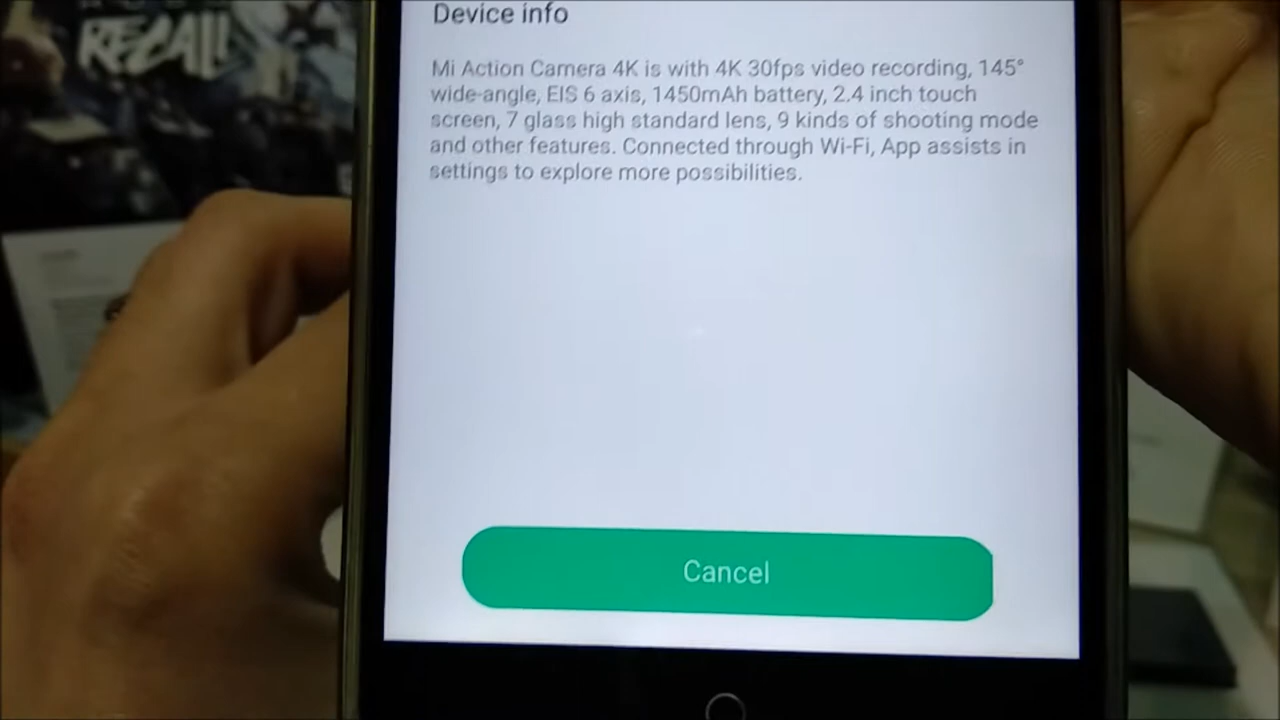 RECALL
Device info
Mi Action Camera 4K is with 4K 30fps video recording, 145°
wide-angle, EIS 6 axis, 1450mAh battery, 2.4 inch touch
screen, 7 glass high standard lens, 9 kinds of shooting mode
and other features. Connected through Wi-Fi, App assists in
settings to explore more possibilities.
Cancel